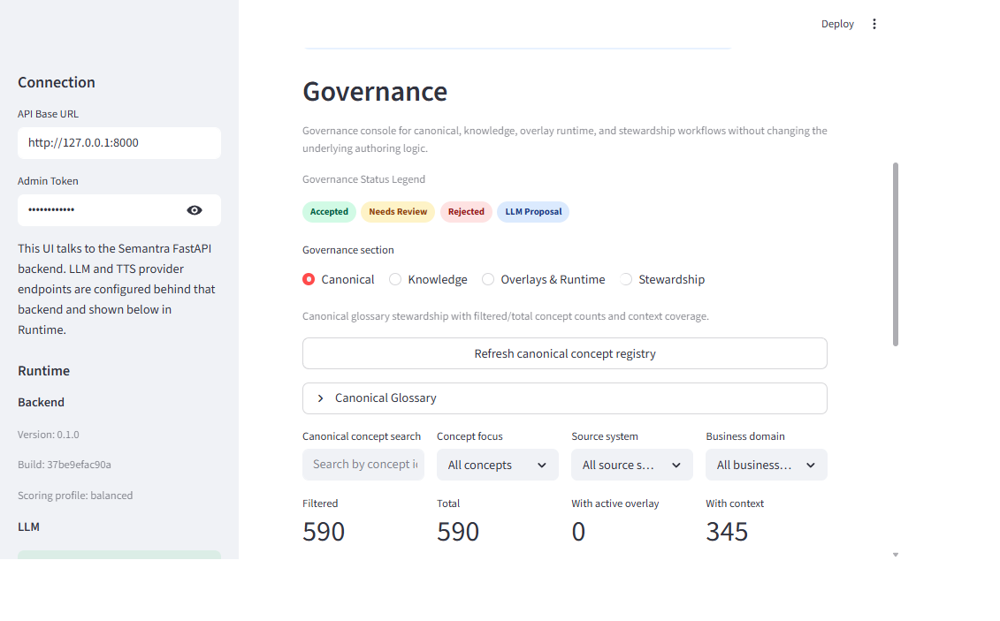 Deploy
Connection
API Base URL
http://127.0.0.1:8000
Admin Token
••••••••••••
This UI talks to the Semantra FastAPI
backend. LLM and TTS provider
endpoints are configured behind that
backend and shown below in
Runtime.
Runtime
Backend
Version: 0.1.0
Build: 37be9efac90a
Scoring profile: balanced
LLM
Governance
Governance console for canonical, knowledge, overlay runtime, and stewardship workflows without changing the
underlying authoring logic.
Governance Status Legend
Accepted Needs Review Rejected LLM Proposal
Governance section
Canonical Knowledge Overlays & Runtime Stewardship
Canonical glossary stewardship with filtered/total concept counts and context coverage.
Refresh canonical concept registry
Canonical Glossary
Canonical concept search Concept focus Source system Business domain
Search by concept i All concepts All source s... All business...
Filtered Total With active overlay With context
590 590 0 345